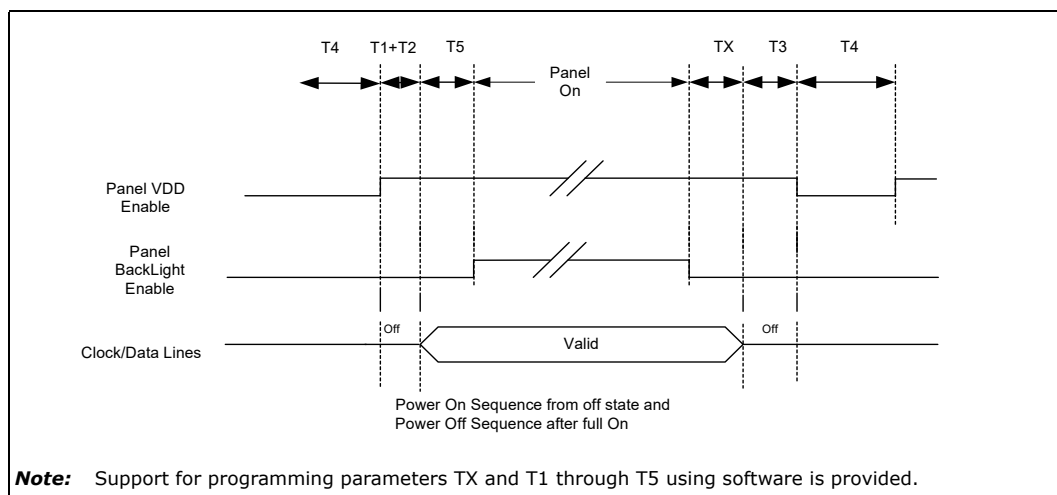 T4 T1+T2 T5 TX T3 T4
Panel
On
Panel VDD
Enable
Panel
BackLight
Enable
Off Off
Clock/Data Lines Valid
Power On Sequence from off state and
Power Off Sequence after full On
Note: Support for programming parameters TX and T1 through T5 using software is provided.